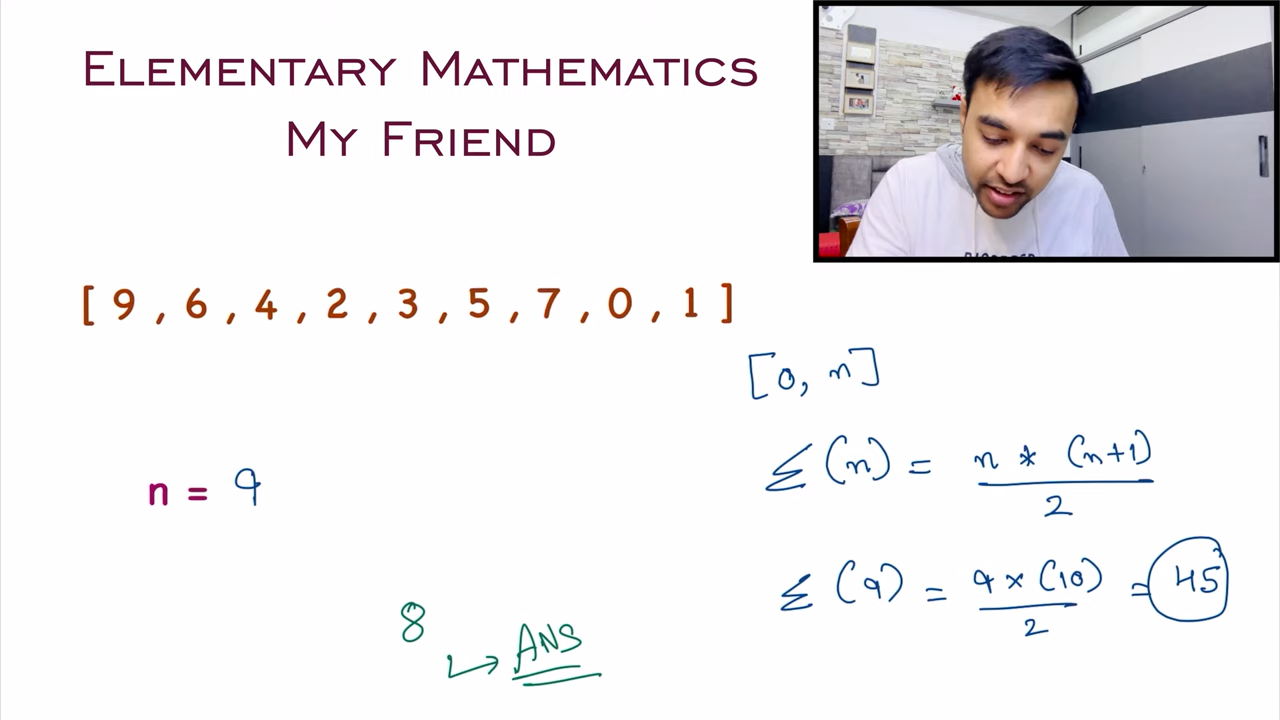 ELEMENTARY MATHEMATICS
MY FRIEND
[ 9 , 6 , 4 , 2 , 3 , 5 , 7 , 0 , 1 ]
[0, n]
Σ(n) = n * (n+1) / 2
n = 9
Σ(9) = 9 × (10) / 2 = 45
8
↳ ANS